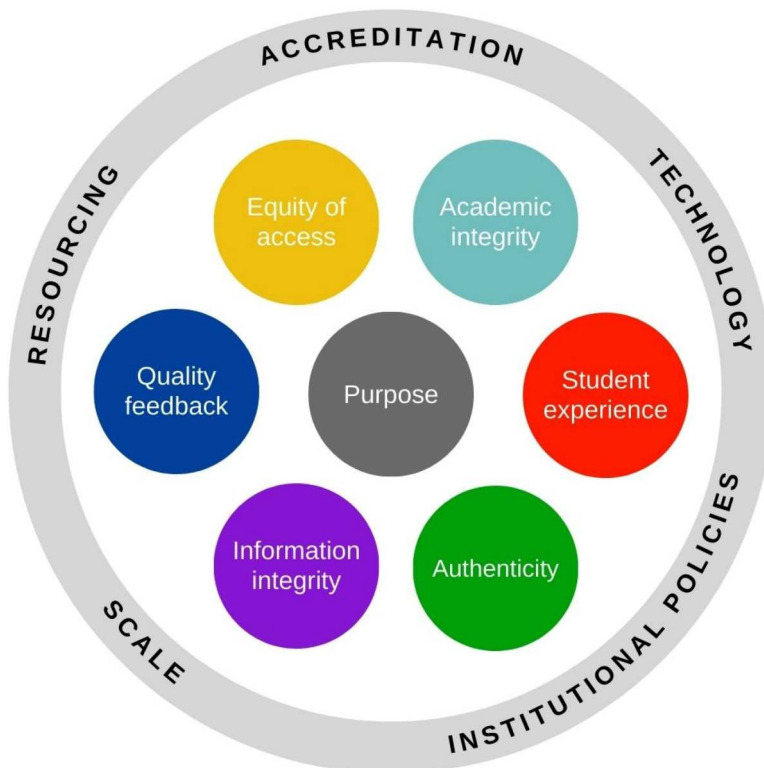 ACCREDITATION
TECHNOLOGY
INSTITUTIONAL POLICIES
SCALE
RESOURCING
Equity of
access
Academic
integrity
Quality
feedback
Purpose
Student
experience
Information
integrity
Authenticity